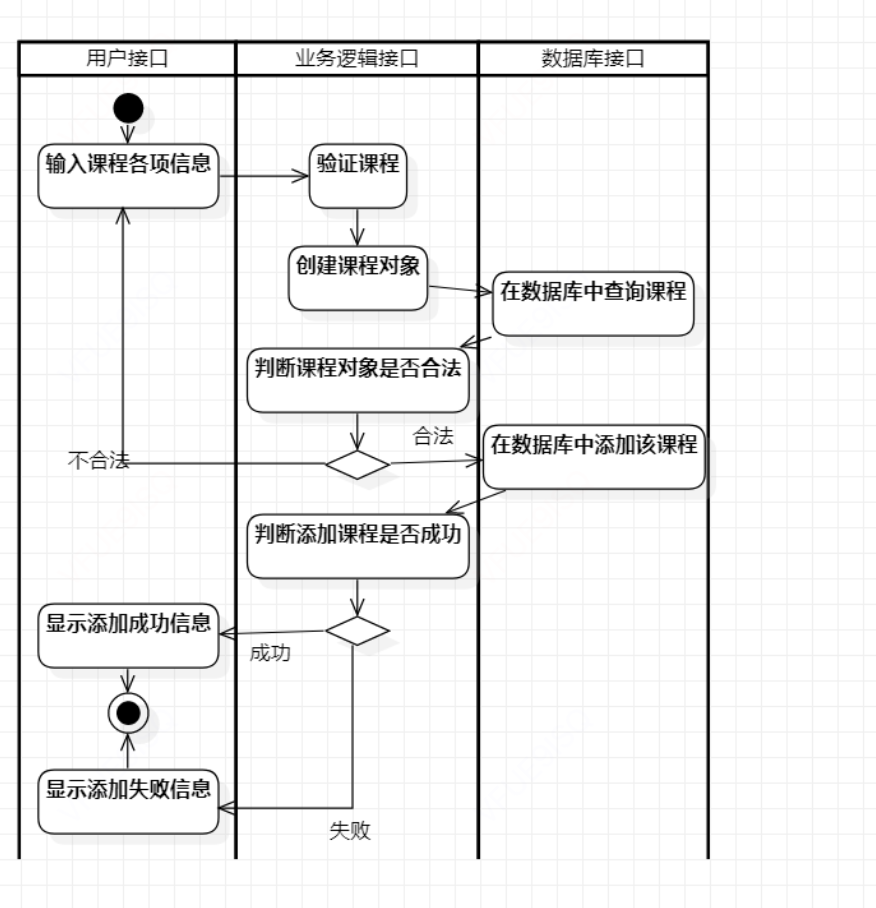 用户接口
业务逻辑接口
数据库接口
输入课程各项信息
验证课程
创建课程对象
在数据库中查询课程
判断课程对象是否合法
合法
不合法
在数据库中添加该课程
判断添加课程是否成功
显示添加成功信息
成功
显示添加失败信息
失败